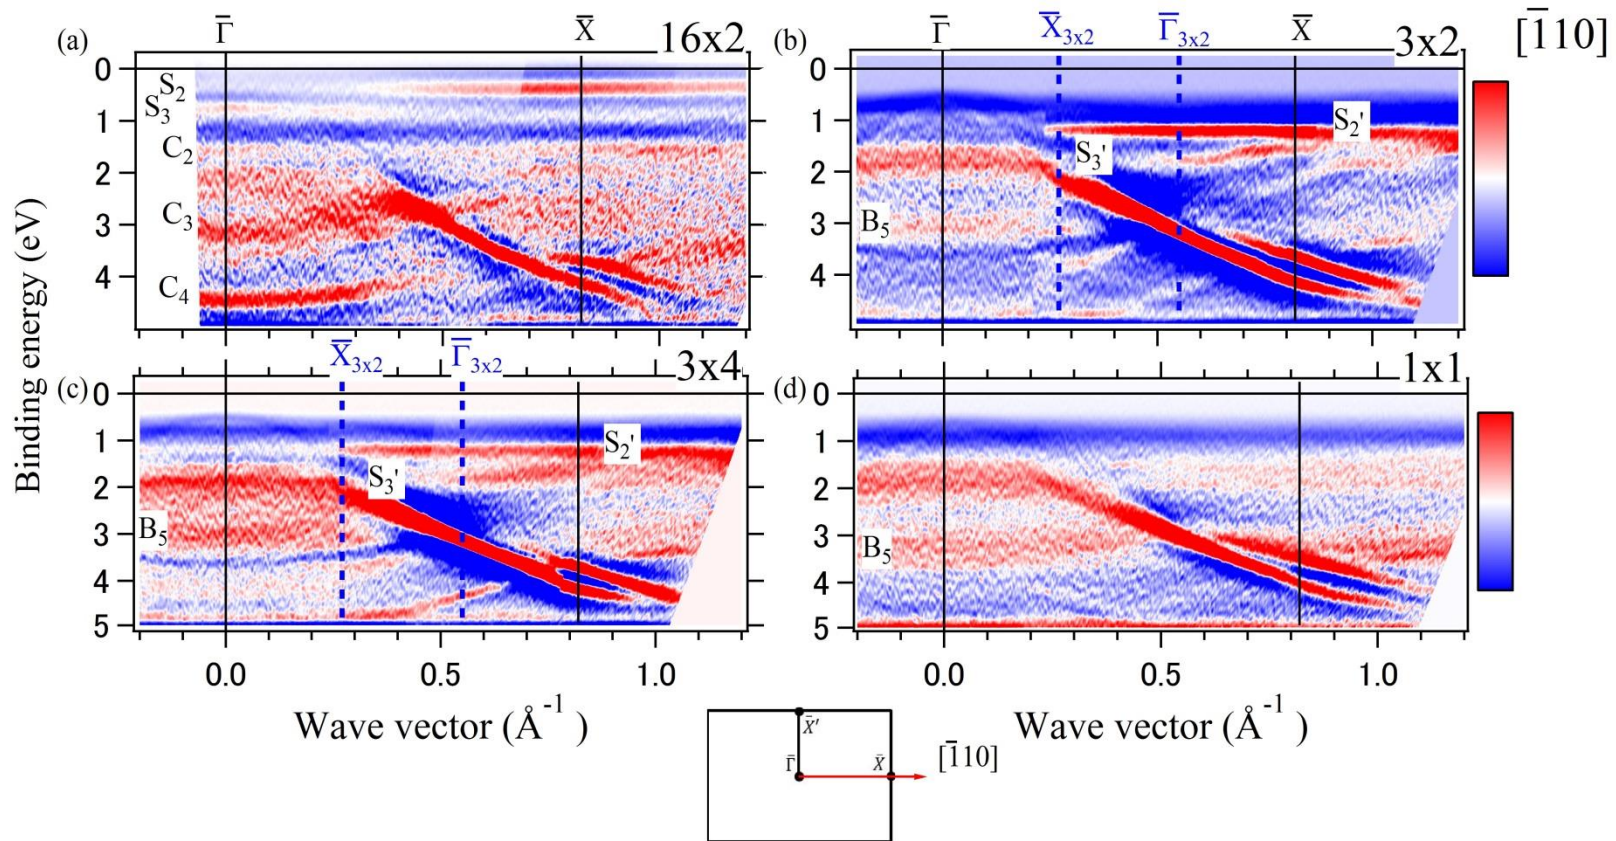 (a) Γ̅ X̅ 16x2
0
S₂
S₃
1
C₂
2
C₃
3
C₄
4
(b) Γ̅ X̅₃ₓ₂ Γ̅₃ₓ₂ X̅ 3x2 [1̅10]
0
1
S₂'
S₃'
2
3
B₅
4
Binding energy (eV)
(c) X̅₃ₓ₂ Γ̅₃ₓ₂ 3x4
0
1
S₂'
S₃'
2
B₅
3
4
5
0.0 0.5 1.0
Wave vector (Å⁻¹)
(d) 1x1
0
1
2
3
B₅
4
5
0.0 0.5 1.0
Wave vector (Å⁻¹)
X̅'
Γ̅ X̅ [1̅10]